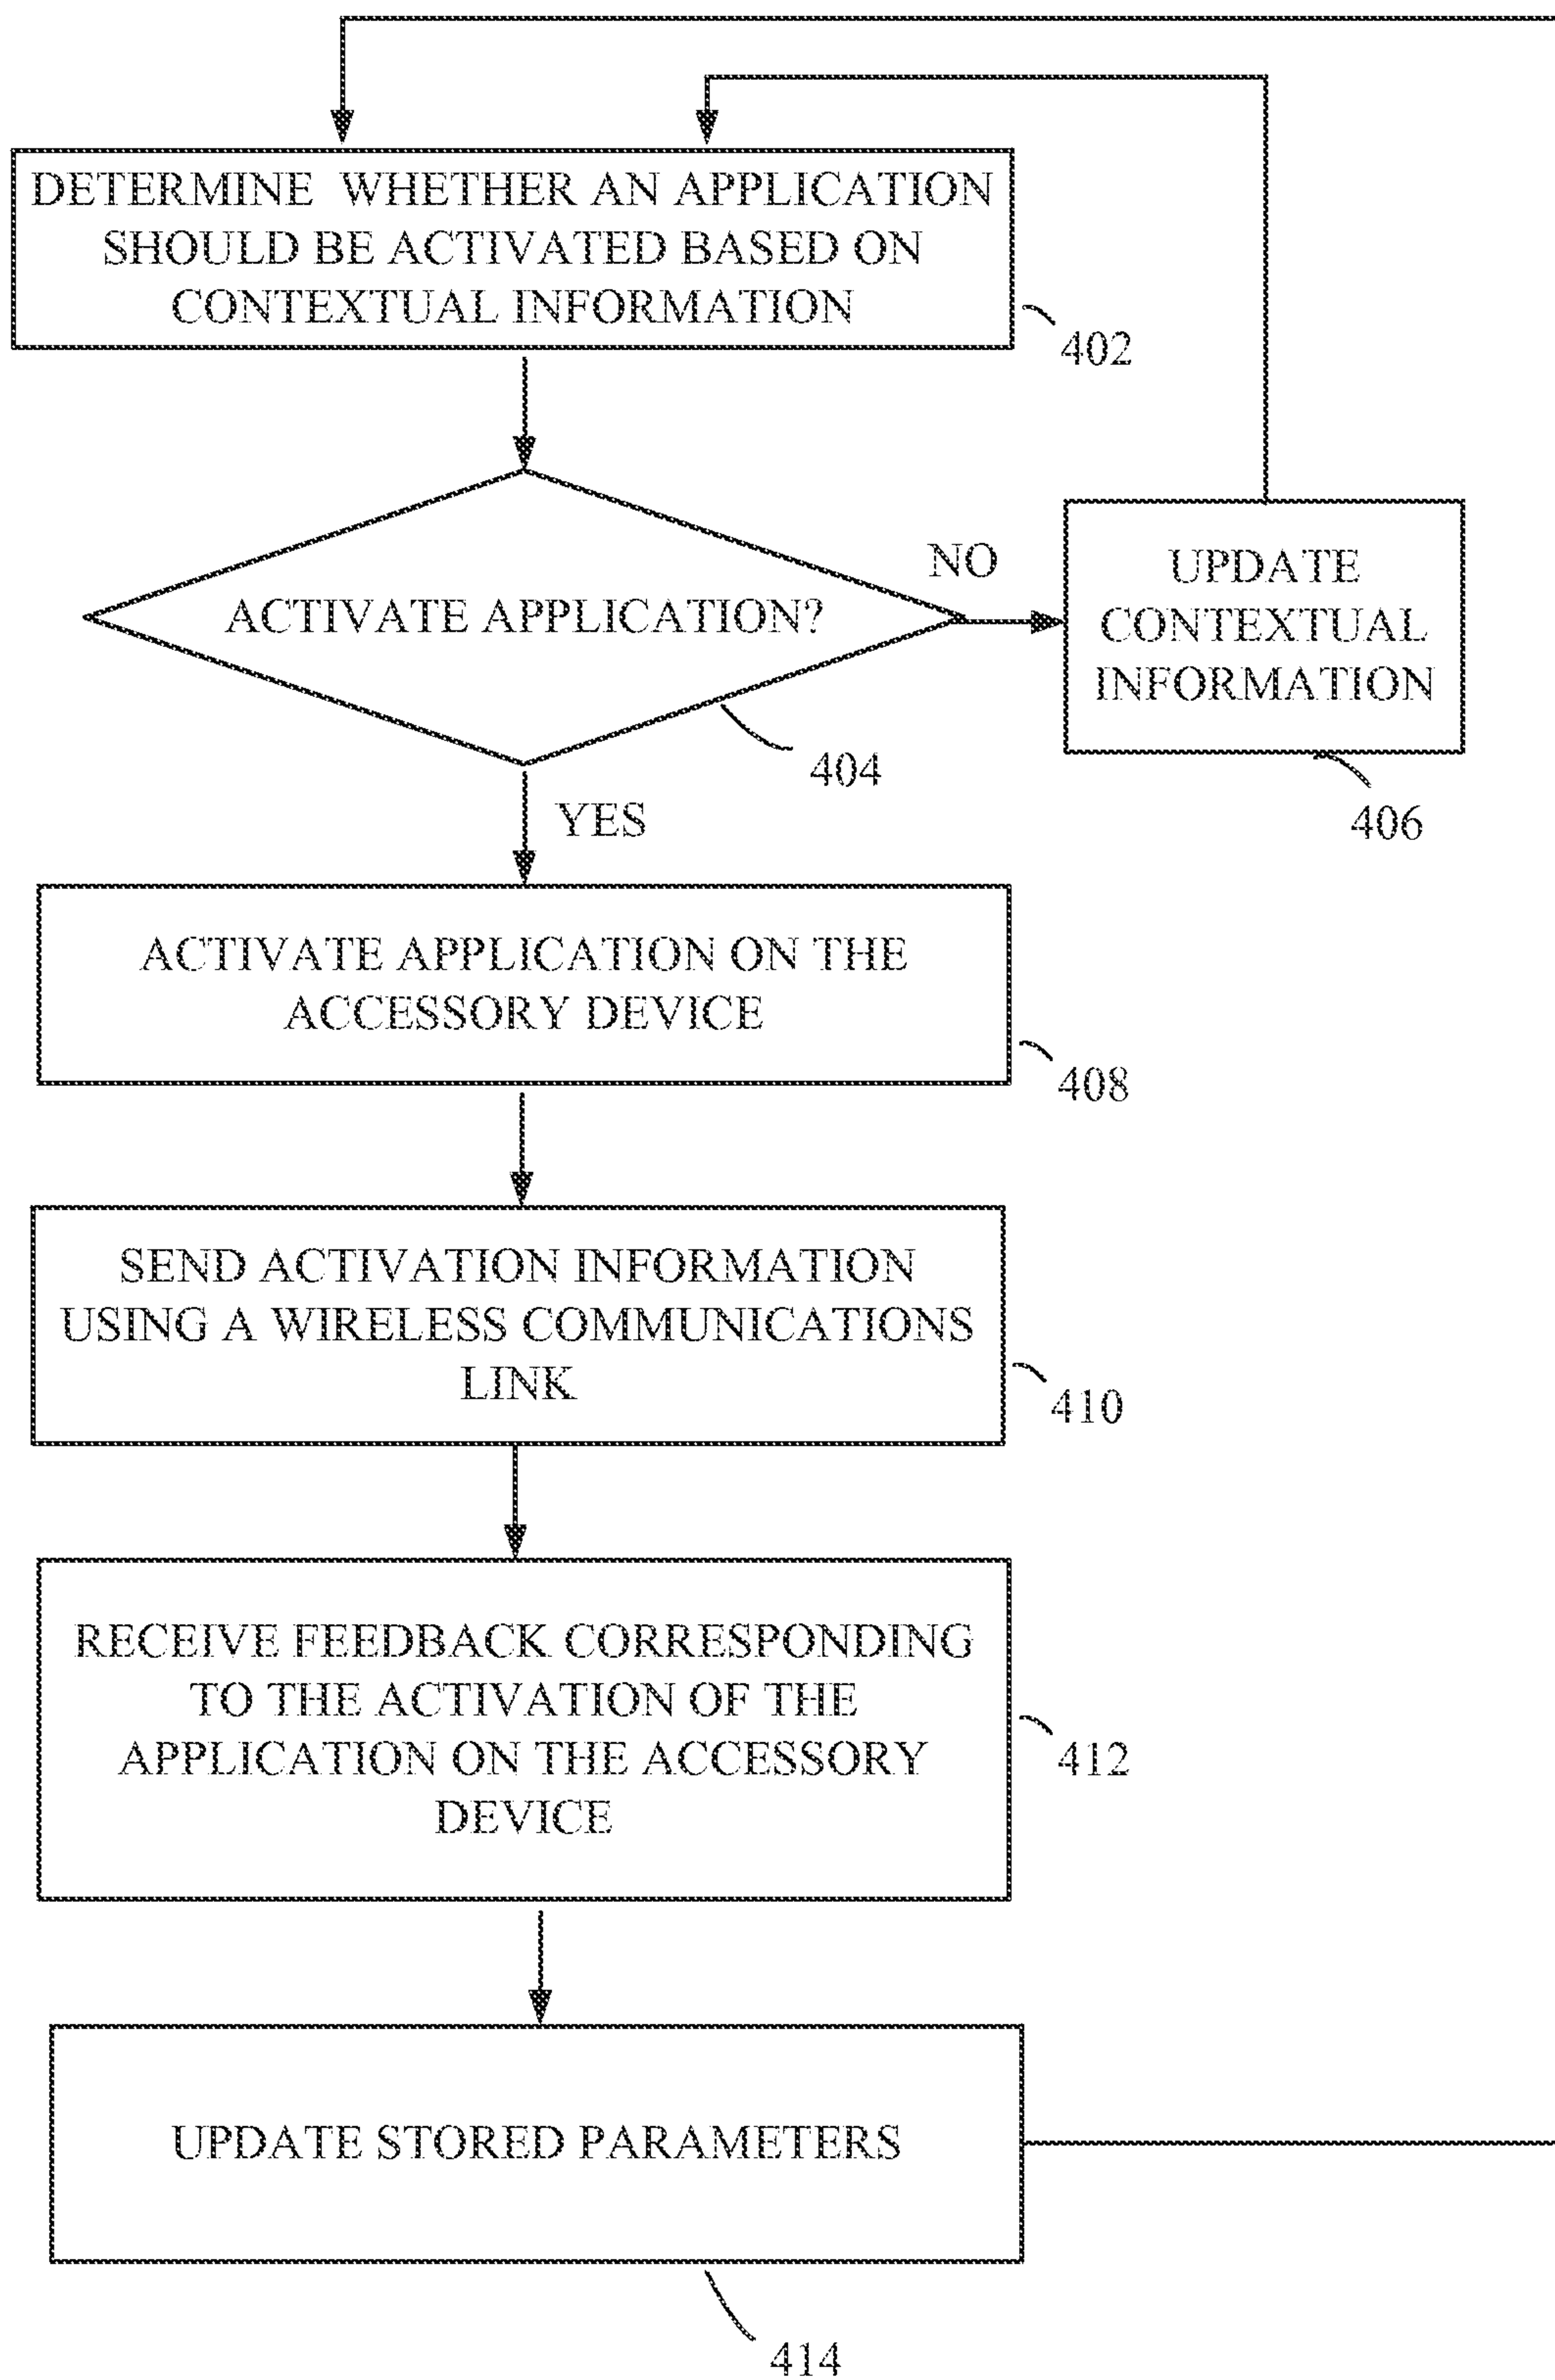 DETERMINE WHETHER AN APPLICATION
SHOULD BE ACTIVATED BASED ON
CONTEXTUAL INFORMATION
402
ACTIVATE APPLICATION?
404
NO
UPDATE
CONTEXTUAL
INFORMATION
406
YES
ACTIVATE APPLICATION ON THE
ACCESSORY DEVICE
408
SEND ACTIVATION INFORMATION
USING A WIRELESS COMMUNICATIONS
LINK
410
RECEIVE FEEDBACK CORRESPONDING
TO THE ACTIVATION OF THE
APPLICATION ON THE ACCESSORY
DEVICE
412
UPDATE STORED PARAMETERS
414